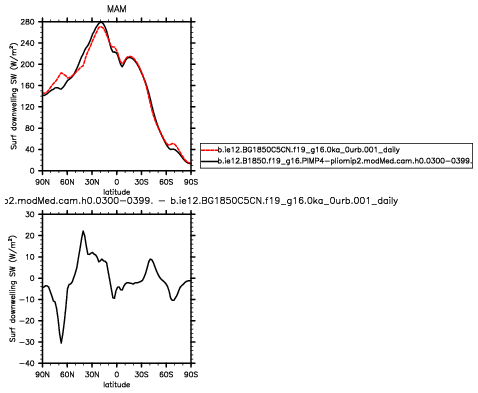 MAM
280
240
200
160
120
80
40
0
Surf downwelling SW (W/m²)
90N 60N 30N 0 30S 60S 90S
latitude
b.ie12.BG1850C5CN.f19_g16.0ka_0urb.001_daily
b.ie12.B1850.f19_g16.PlMP4-pliomip2.modMed.cam.h0.0300-0399.
p2.modMed.cam.h0.0300-0399. - b.ie12.BG1850C5CN.f19_g16.0ka_0urb.001_daily
30
20
10
0
-10
-20
-30
-40
Surf downwelling SW (W/m²)
90N 60N 30N 0 30S 60S 90S
latitude